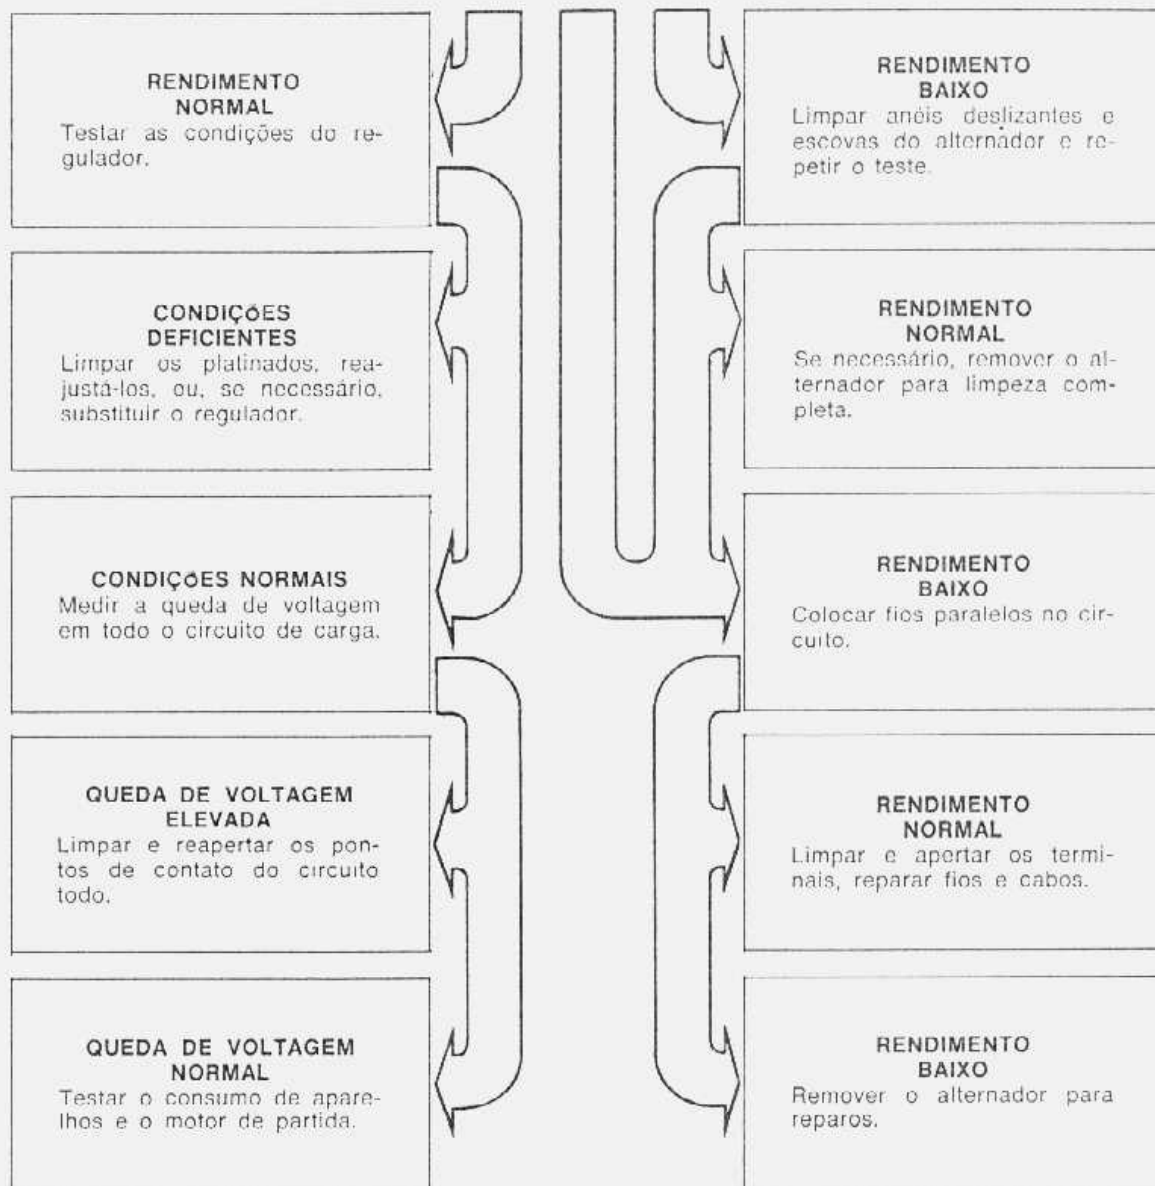 RENDIMENTO
NORMAL
Testar as condições do re-
gulador.
CONDIÇÕES
DEFICIENTES
Limpar os platinados, rea-
justá-los, ou, se necessário,
substituir o regulador.
CONDIÇÕES NORMAIS
Medir a queda de voltagem
em todo o circuito de carga.
QUEDA DE VOLTAGEM
ELEVADA
Limpar e reapertar os pon-
tos de contato do circuito
todo.
QUEDA DE VOLTAGEM
NORMAL
Testar o consumo de apare-
lhos e o motor de partida.
RENDIMENTO
BAIXO
Limpar anéis deslizantes e
escovas do alternador e re-
petir o teste.
RENDIMENTO
NORMAL
Se necessário, remover o al-
ternador para limpeza com-
pleta.
RENDIMENTO
BAIXO
Colocar fios paralelos no cir-
cuito.
RENDIMENTO
NORMAL
Limpar e apertar os termi-
nais, reparar fios e cabos.
RENDIMENTO
BAIXO
Remover o alternador para
reparos.